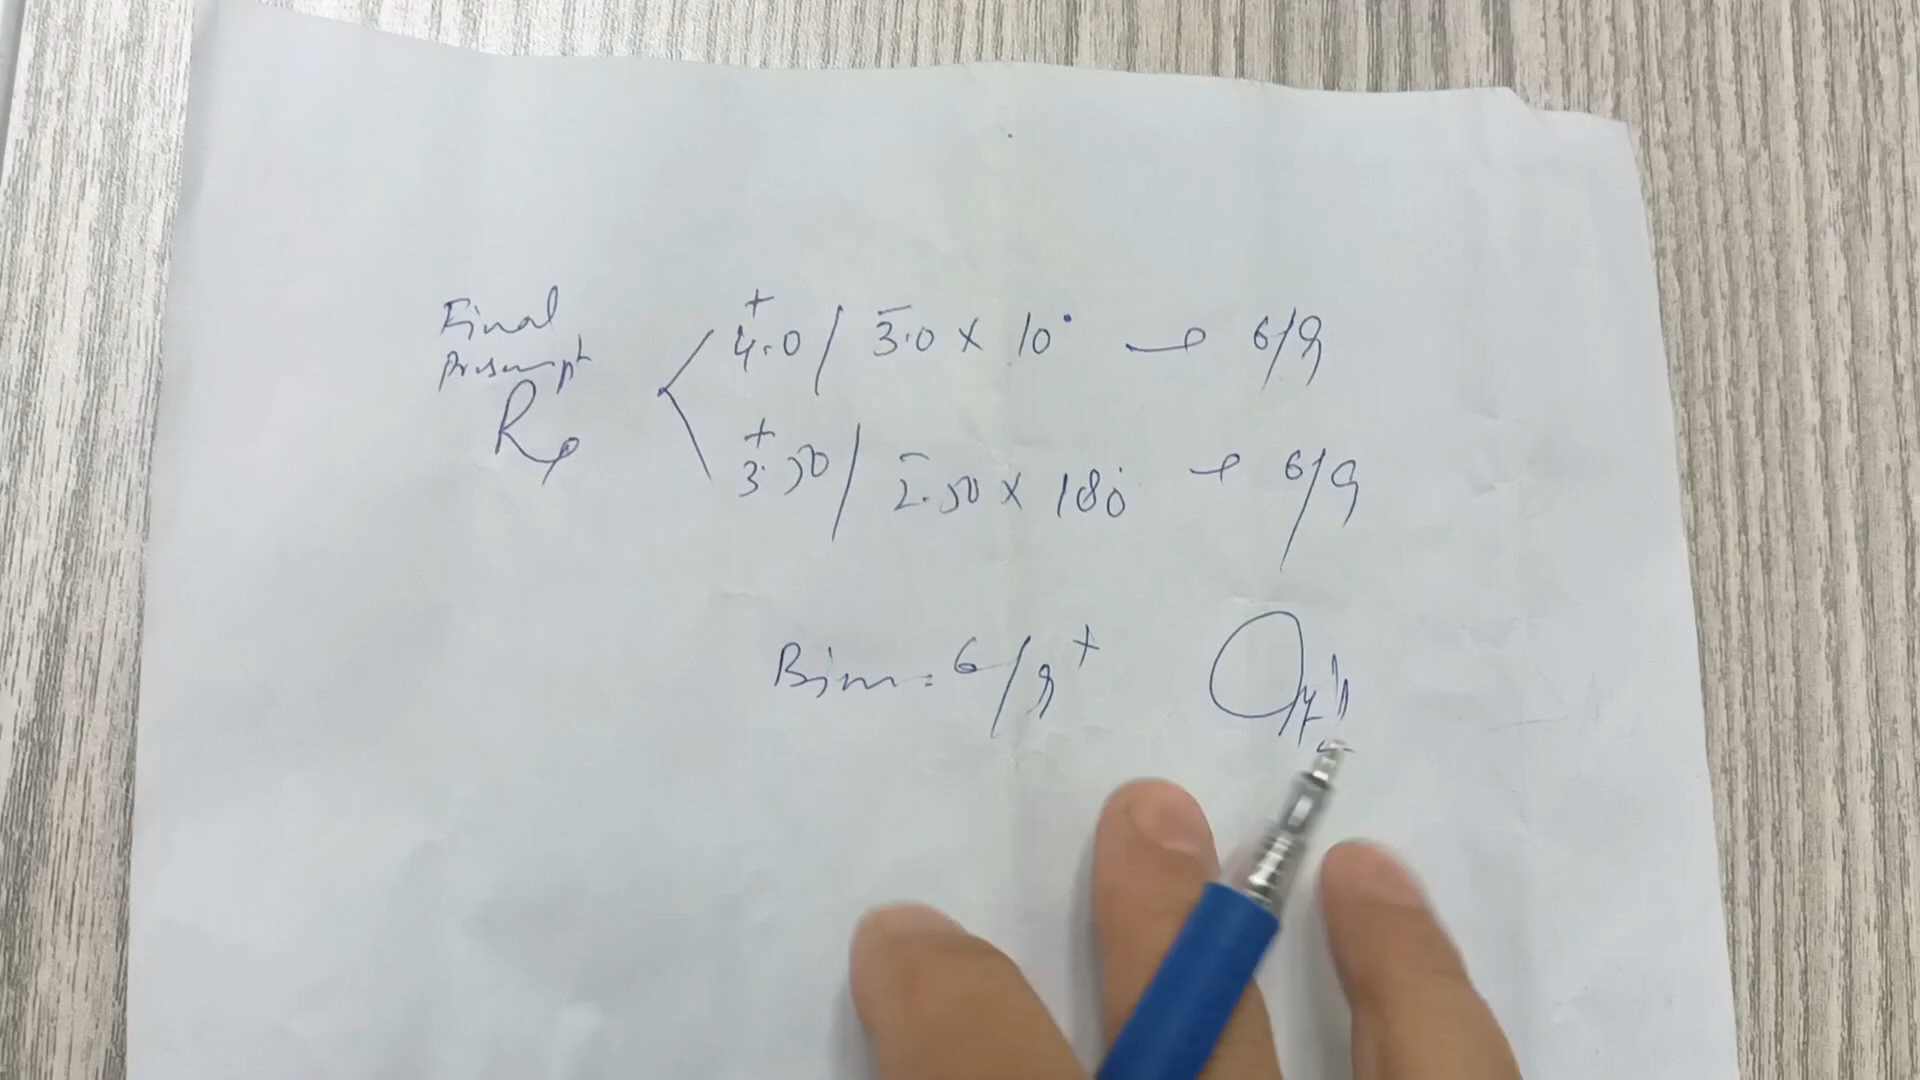 Final
presempt
Rx
+4.0 / -3.0 x 10° → 6/9
+3.50 / -2.50 x 180° → 6/9
Bino = 6/9+